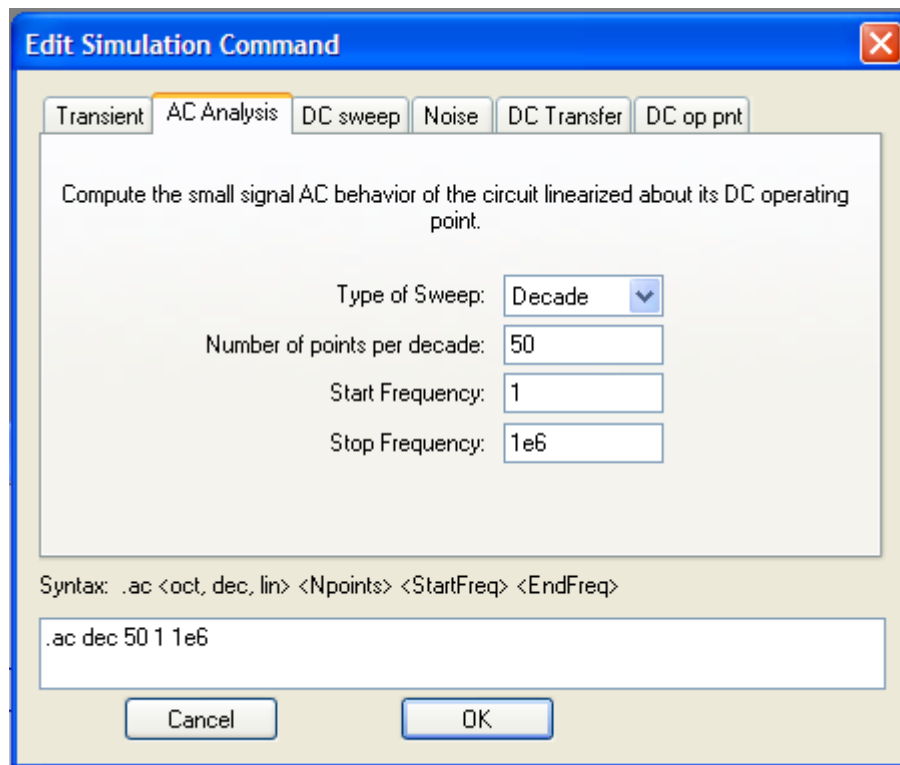 Edit Simulation Command
Transient AC Analysis DC sweep Noise DC Transfer DC op pnt
Compute the small signal AC behavior of the circuit linearized about its DC operating
point.
Type of Sweep: Decade
Number of points per decade: 50
Start Frequency: 1
Stop Frequency: 1e6
Syntax: .ac <oct, dec, lin> <Npoints> <StartFreq> <EndFreq>
.ac dec 50 1 1e6
Cancel OK